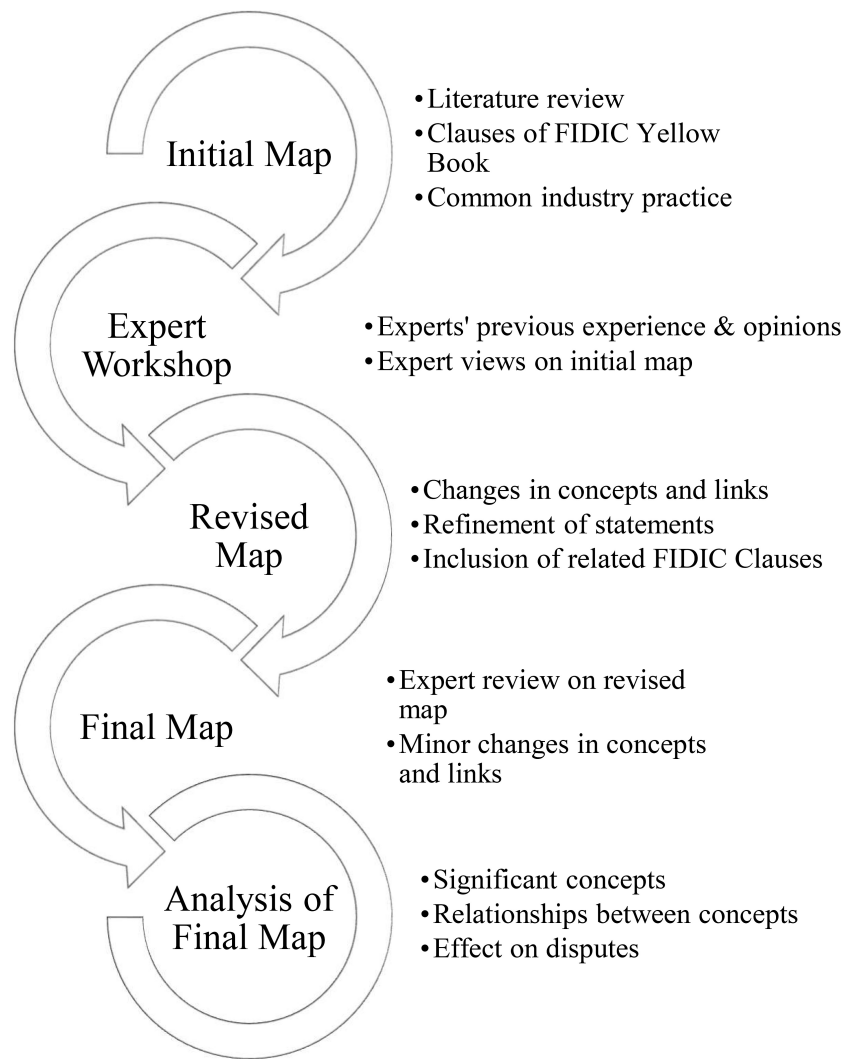 Initial Map
• Literature review
• Clauses of FIDIC Yellow
Book
• Common industry practice
Expert
Workshop
• Experts' previous experience & opinions
• Expert views on initial map
Revised
Map
• Changes in concepts and links
• Refinement of statements
• Inclusion of related FIDIC Clauses
Final Map
• Expert review on revised
map
• Minor changes in concepts
and links
Analysis of
Final Map
• Significant concepts
• Relationships between concepts
• Effect on disputes